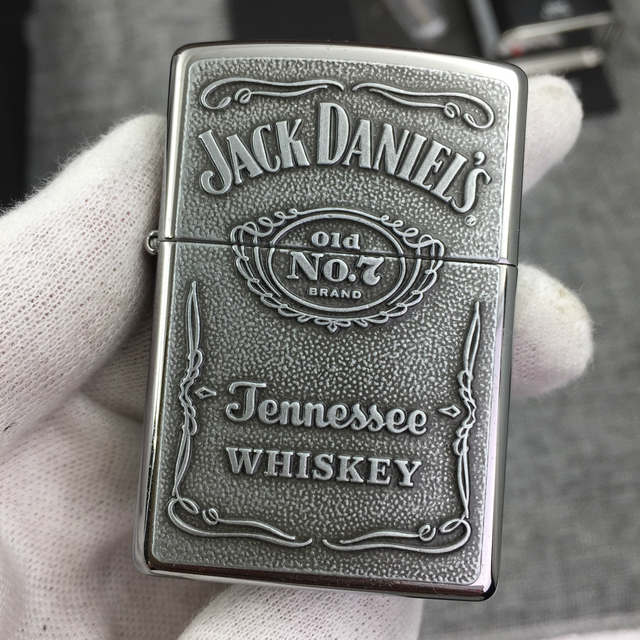 JACK DANIEL'S
Old
No.7
BRAND
Tennessee
WHISKEY